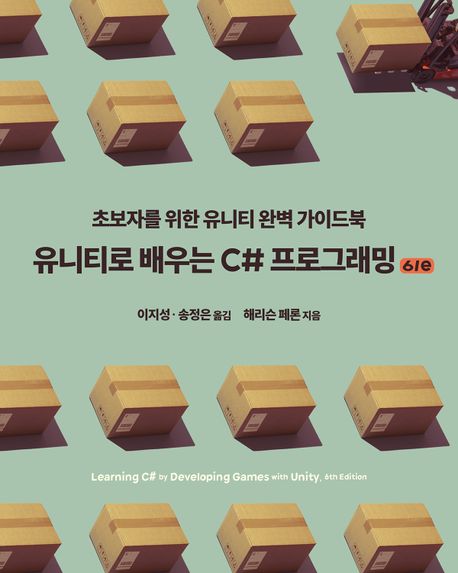 초보자를 위한 유니티 완벽 가이드북
유니티로 배우는 C# 프로그래밍 6/e
이지성 · 송정은 옮김 해리슨 페론 지음
Learning C# by Developing Games with Unity, 6th Edition